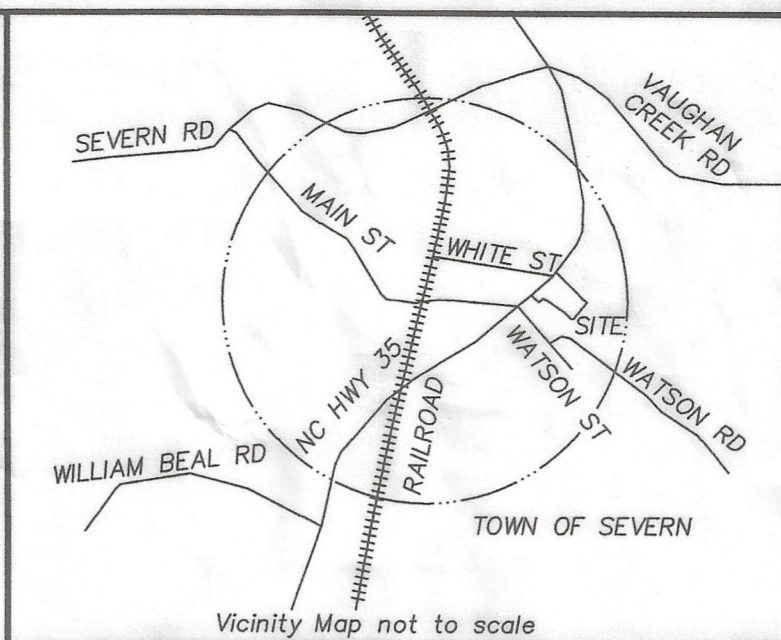 VAUGHAN
CREEK RD
SEVERN RD
MAIN ST
WHITE ST
SITE
NC HWY 35
RAILROAD
WATSON ST
WATSON RD
WILLIAM BEAL RD
TOWN OF SEVERN
Vicinity Map not to scale